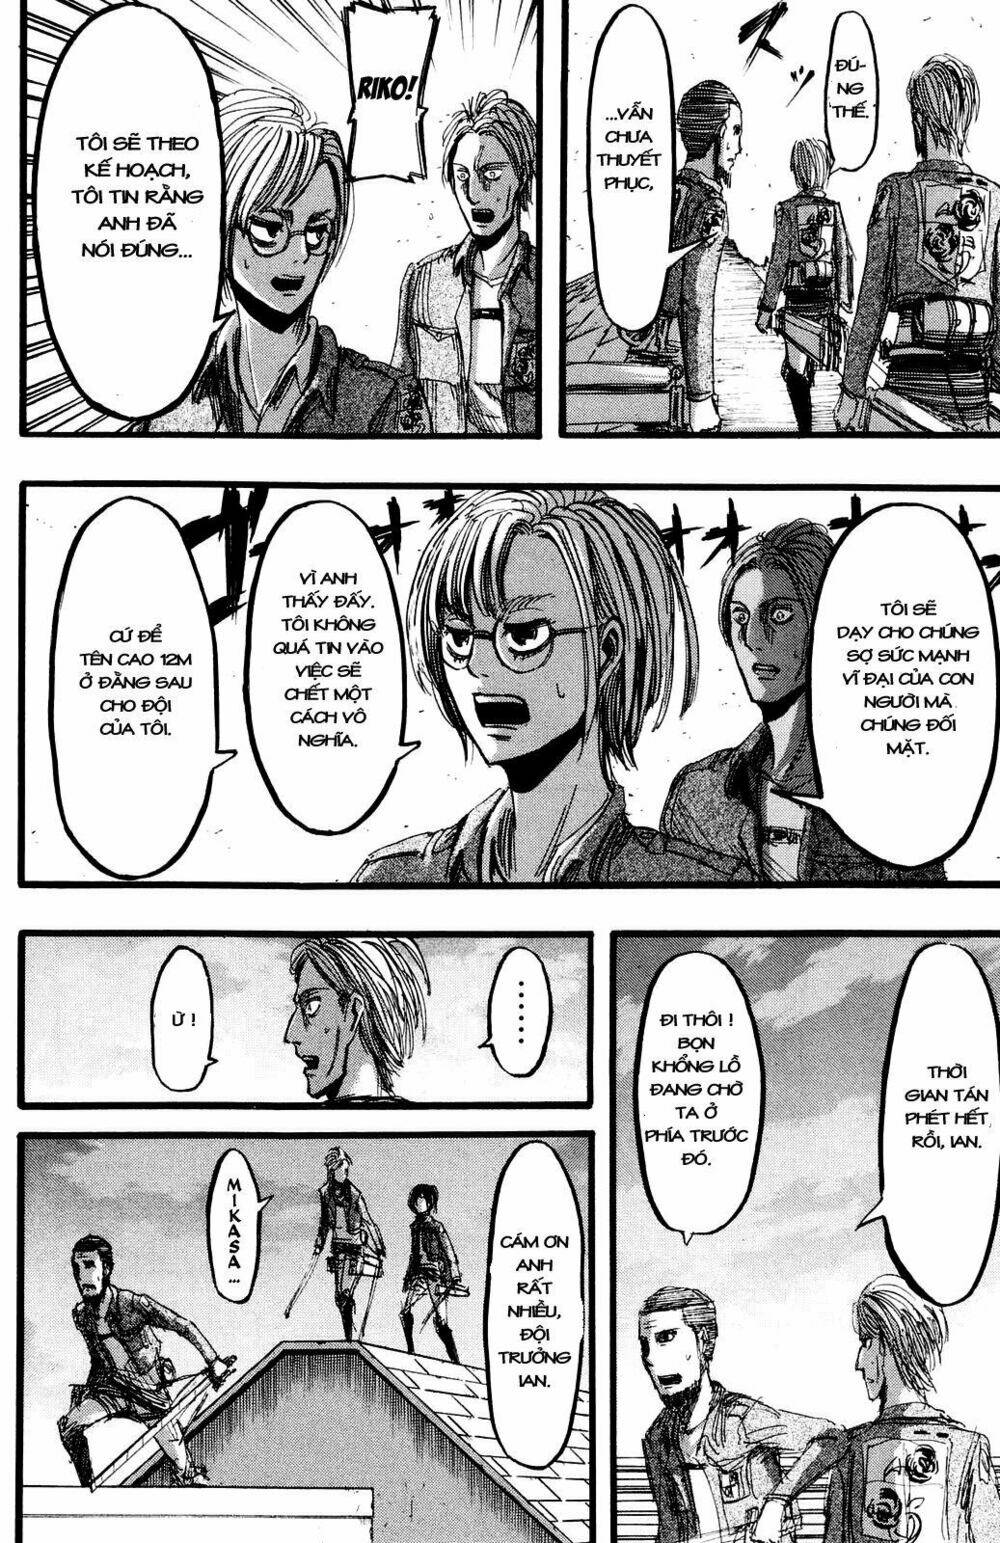 ĐÚ-
NG
THẾ.
...VẪN
CHƯA
THUYẾT
PHỤC,
RIKO!
TÔI SẼ THEO
KẾ HOẠCH,
TÔI TIN RẰNG
ANH ĐÃ
NÓI ĐÚNG...
TÔI SẼ
DẠY CHO CHÚNG
SỢ SỨC MẠNH
VĨ ĐẠI CỦA CON
NGƯỜI MÀ
CHÚNG ĐỐI
MẶT.
VÌ ANH
THẤY ĐẤY.
TÔI KHÔNG
QUÁ TIN VÀO
VIỆC SẼ
CHẾT MỘT
CÁCH VÔ
NGHĨA.
CỨ ĐỂ
TÊN CAO 12M
Ở ĐẰNG SAU
CHO ĐỘI
CỦA TÔI.
THỜI
GIAN TÁN
PHÉT HẾT
RỒI, IAN.
ĐI THÔI !
BỌN
KHỔNG LỒ
ĐANG CHỜ
TA Ở
PHÍA TRƯỚC
ĐÓ.
.....
Ừ !
CÁM ƠN
ANH
RẤT
NHIỀU,
ĐỘI
TRƯỞNG
IAN.
MIKASA...